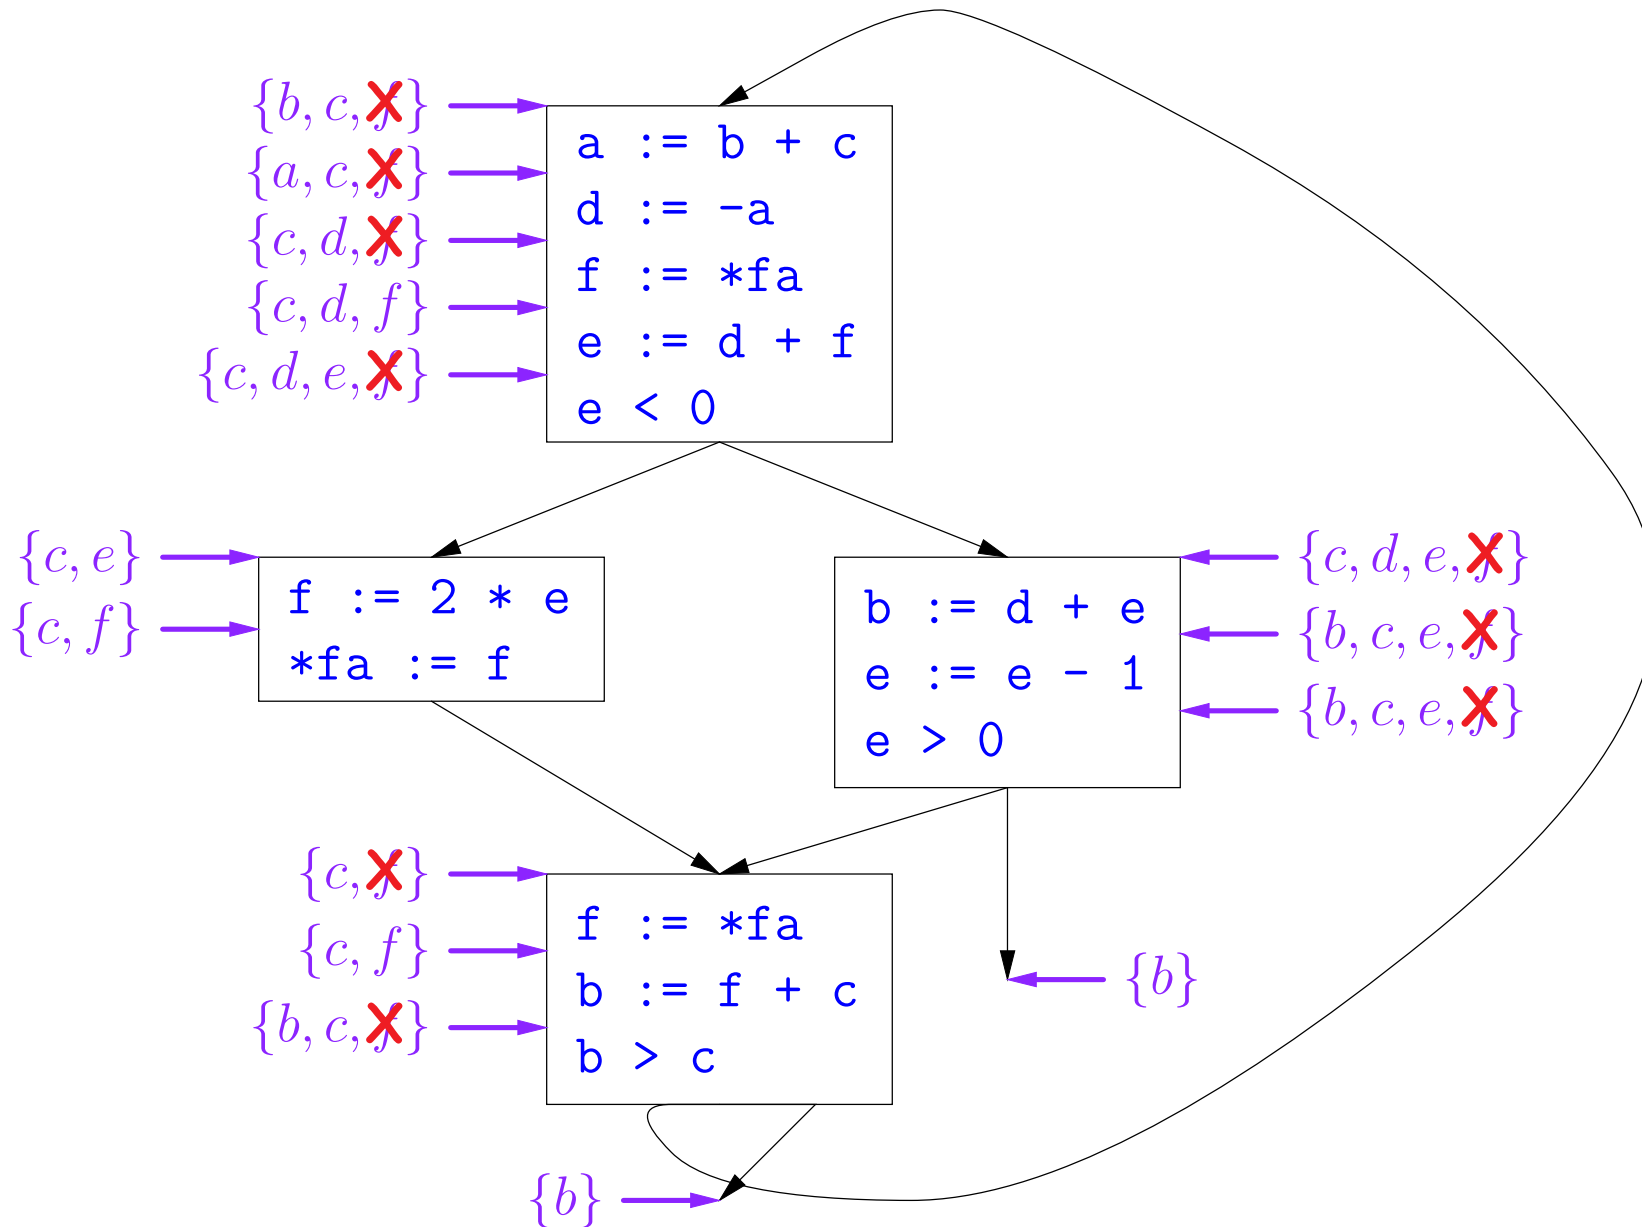 {b, c, f}
a := b + c
{a, c, f}
d := -a
{c, d, f}
f := *fa
{c, d, f}
e := d + f
{c, d, e, f}
e < 0
{c, e}
f := 2 * e
{c, f}
*fa := f
{c, d, e, f}
b := d + e
{b, c, e, f}
e := e - 1
{b, c, e, f}
e > 0
{c, f}
f := *fa
{c, f}
b := f + c
{b, c, f}
b > c
{b}
{b}